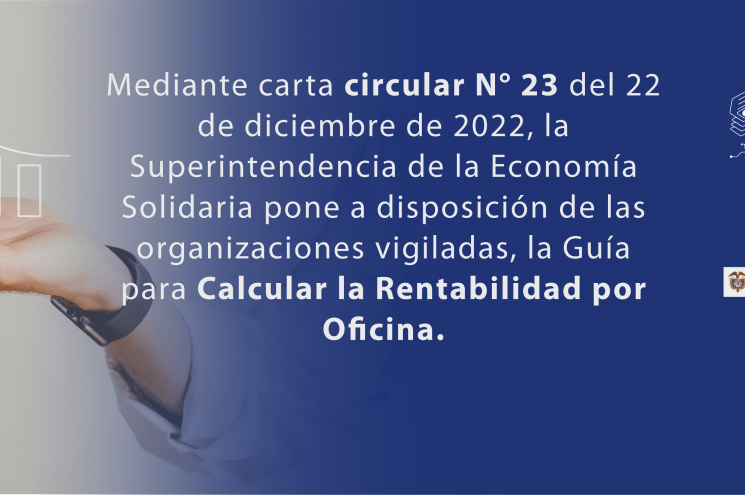 Mediante carta circular N° 23 del 22
de diciembre de 2022, la
Superintendencia de la Economía
Solidaria pone a disposición de las
organizaciones vigiladas, la Guía
para Calcular la Rentabilidad por
Oficina.